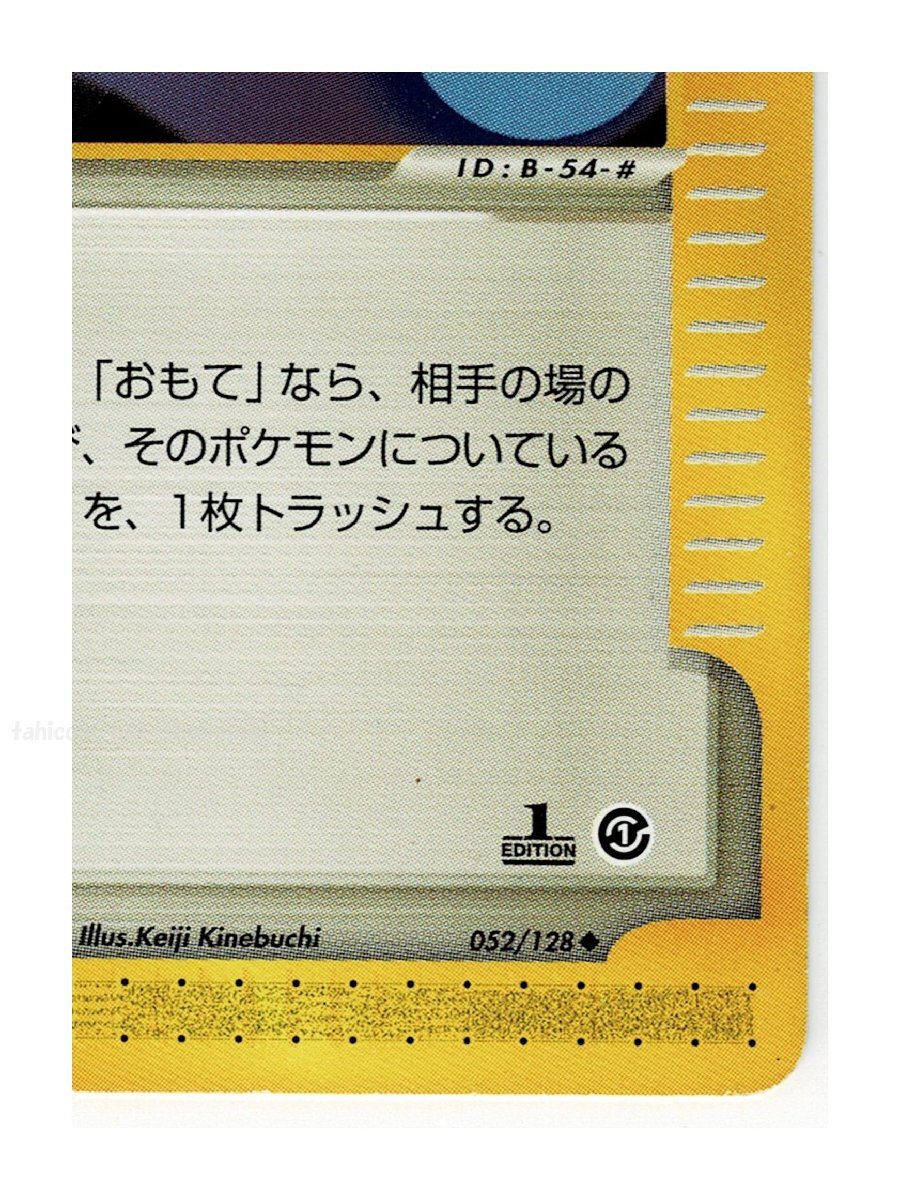 ID:B-54-#
「おもて」なら、相手の場の
、そのポケモンについている
を、1枚トラッシュする。
1
EDITION
1
Illus.Keiji Kinebuchi
052/128◆